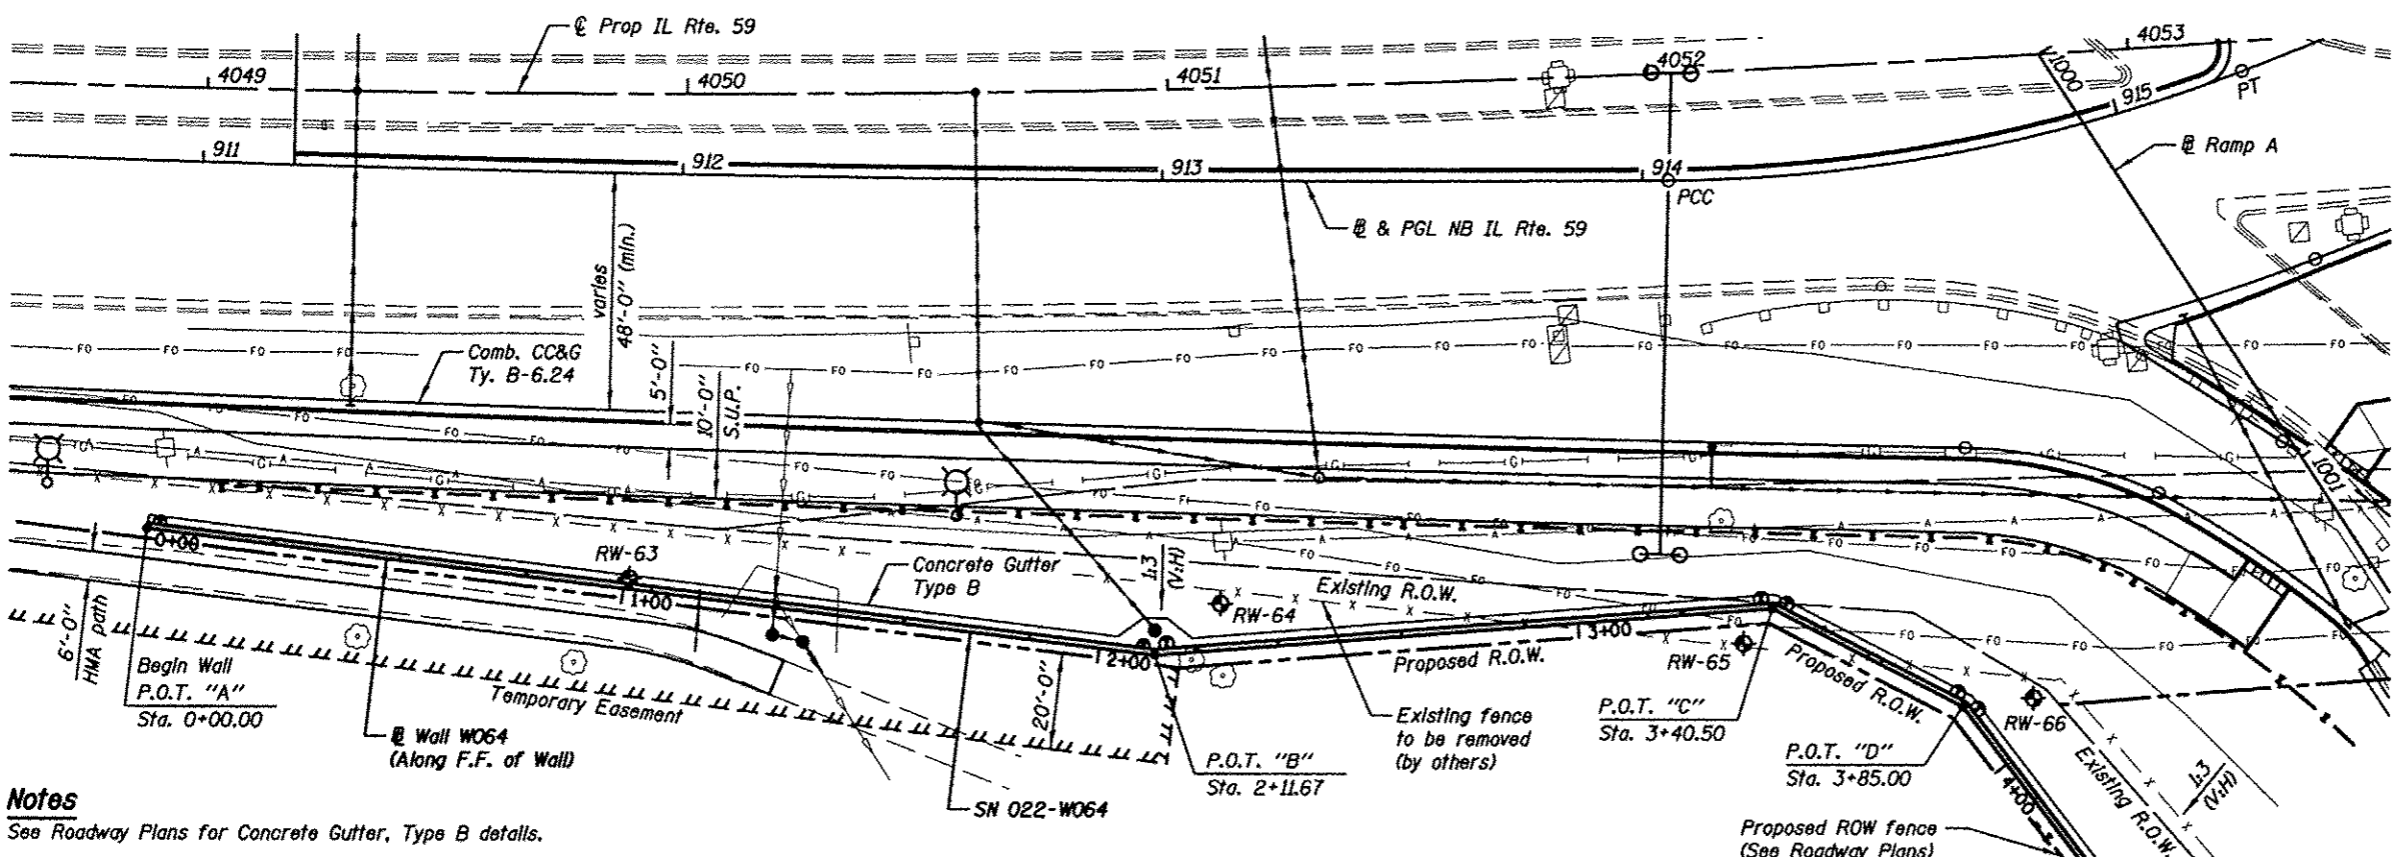 ℄ Prop IL Rte. 59
4049
4050
4051
4052
4053
1000
915
PT
911
912
913
914
PCC
℞ Ramp A
℞ & PGL NB IL Rte. 59
varies
48'-0" (min.)
Comb. CC&G
Ty. B-6.24
5'-0"
10'-0"
S.U.P.
1001
0+00
RW-63
1+00
Concrete Gutter
Type B
1:3
(V:H)
RW-64
Existing R.O.W.
2+00
3+00
Proposed R.O.W.
RW-65
Proposed R.O.W.
RW-66
6'-0"
HMA path
Begin Wall
P.O.T. "A"
Sta. 0+00.00
Temporary Easement
20'-0"
℞ Wall W064
(Along F.F. of Wall)
P.O.T. "B"
Sta. 2+11.67
Existing fence
to be removed
(by others)
P.O.T. "C"
Sta. 3+40.50
P.O.T. "D"
Sta. 3+85.00
4+00
Existing R.O.W.
1:3
(V:H)
SN 022-W064
Notes
See Roadway Plans for Concrete Gutter, Type B details.
Proposed ROW fence
(See Roadway Plans)